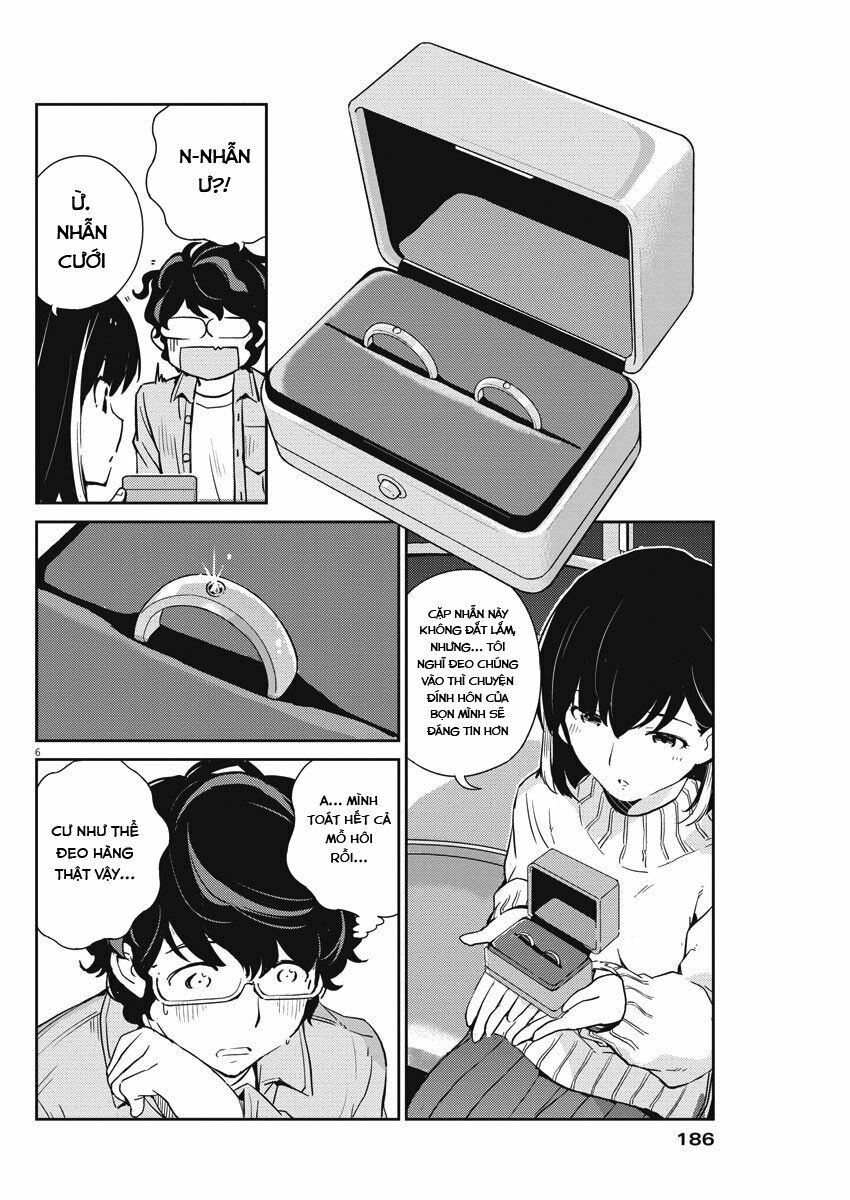 N-NHẪN
Ư?!
Ừ.
NHẪN
CƯỚI
CẶP NHẪN NÀY
KHÔNG ĐẮT LẮM,
NHƯNG... TÔI
NGHĨ ĐEO CHÚNG
VÀO THÌ CHUYỆN
ĐÍNH HÔN CỦA
BỌN MÌNH SẼ
ĐÁNG TIN HƠN
6
A... MÌNH
TOÁT HẾT CẢ
MỒ HÔI
RỒI...
CƯ NHƯ THỂ
ĐEO HÀNG
THẬT VẬY...
186